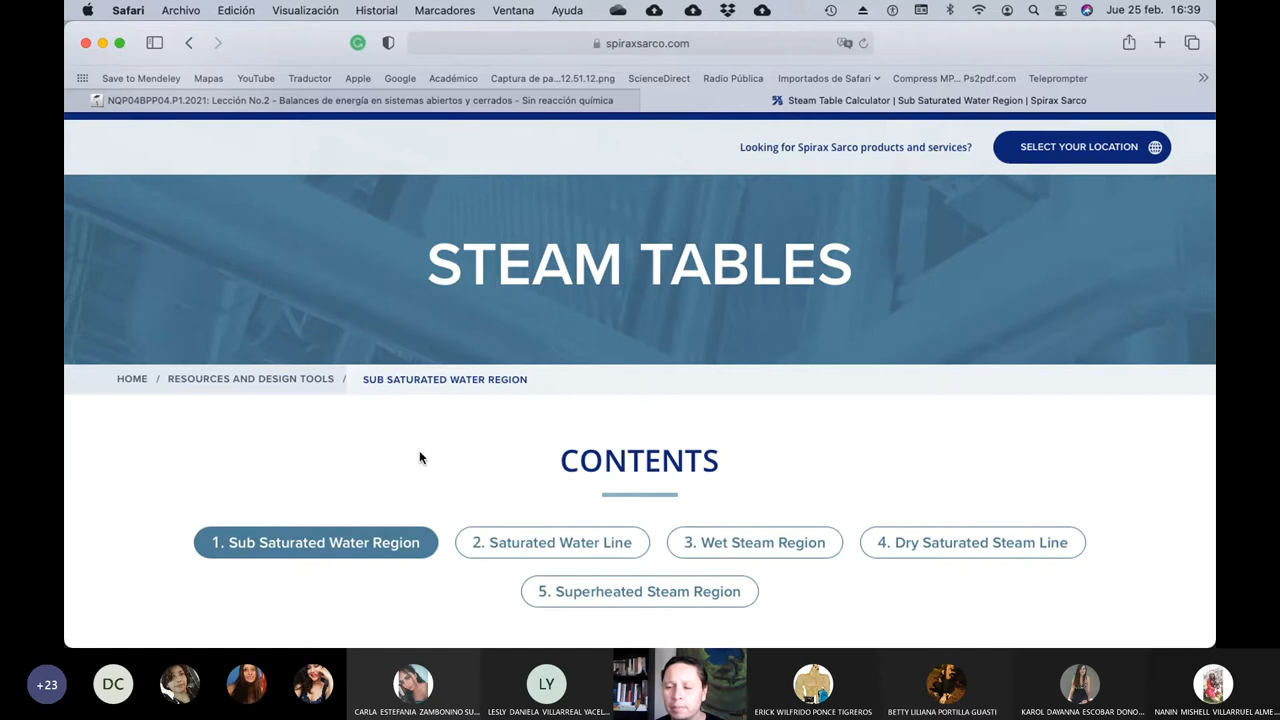 Safari Archivo Edición Visualización Historial Marcadores Ventana Ayuda Jue 25 feb. 16:39
spiraxsarco.com
Save to Mendeley Mapas YouTube Traductor Apple Google Académico Captura de pa...12.51.12.png ScienceDirect Radio Pública Importados de Safari Compress MP... Ps2pdf.com Teleprompter
NQP04BPP04.P1.2021: Lección No.2 - Balances de energía en sistemas abiertos y cerrados - Sin reacción química Steam Table Calculator | Sub Saturated Water Region | Spirax Sarco
Looking for Spirax Sarco products and services? SELECT YOUR LOCATION
STEAM TABLES
HOME / RESOURCES AND DESIGN TOOLS / SUB SATURATED WATER REGION
CONTENTS
1. Sub Saturated Water Region 2. Saturated Water Line 3. Wet Steam Region 4. Dry Saturated Steam Line
5. Superheated Steam Region
+23 DC LY
CARLA ESTEFANIA ZAMBONINO SU... LESLY DANIELA VILLARREAL YACEL... ERICK WILFRIDO PONCE TIGREROS BETTY LILIANA PORTILLA GUASTI KAROL DAYANNA ESCOBAR DONO... NANIN MISHELL VILLARRUEL ALME...